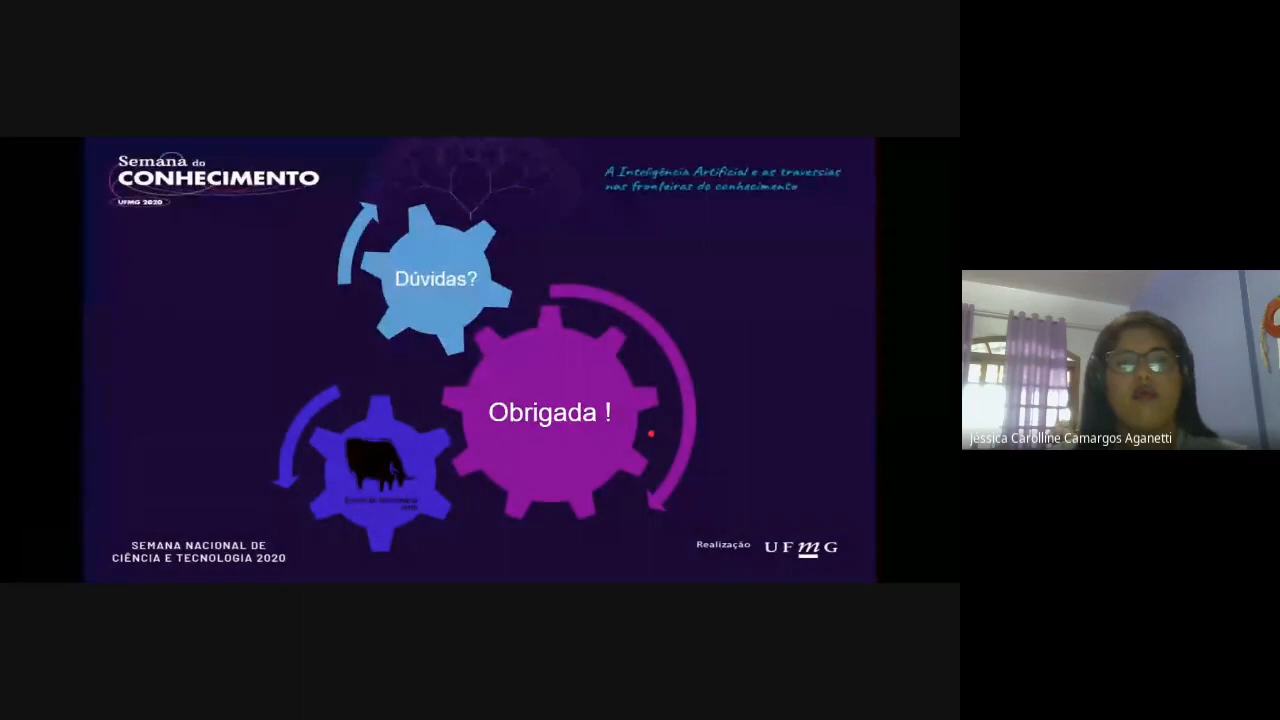 Semana do
CONHECIMENTO
UFMG 2020
A Inteligência Artificial e as travessias
nas fronteiras do conhecimento
Dúvidas?
Obrigada !
Jéssica Carolline Camargos Aganetti
SEMANA NACIONAL DE
CIÊNCIA E TECNOLOGIA 2020
Realização
UFmG